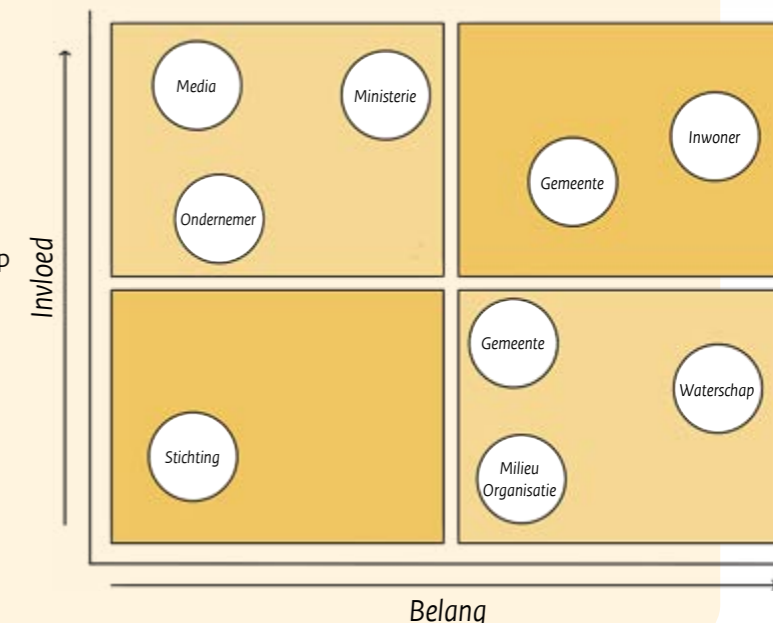 Media
Ministerie
Inwoner
Gemeente
Ondernemer
Invloed
Gemeente
Waterschap
Stichting
Milieu
Organisatie
Belang